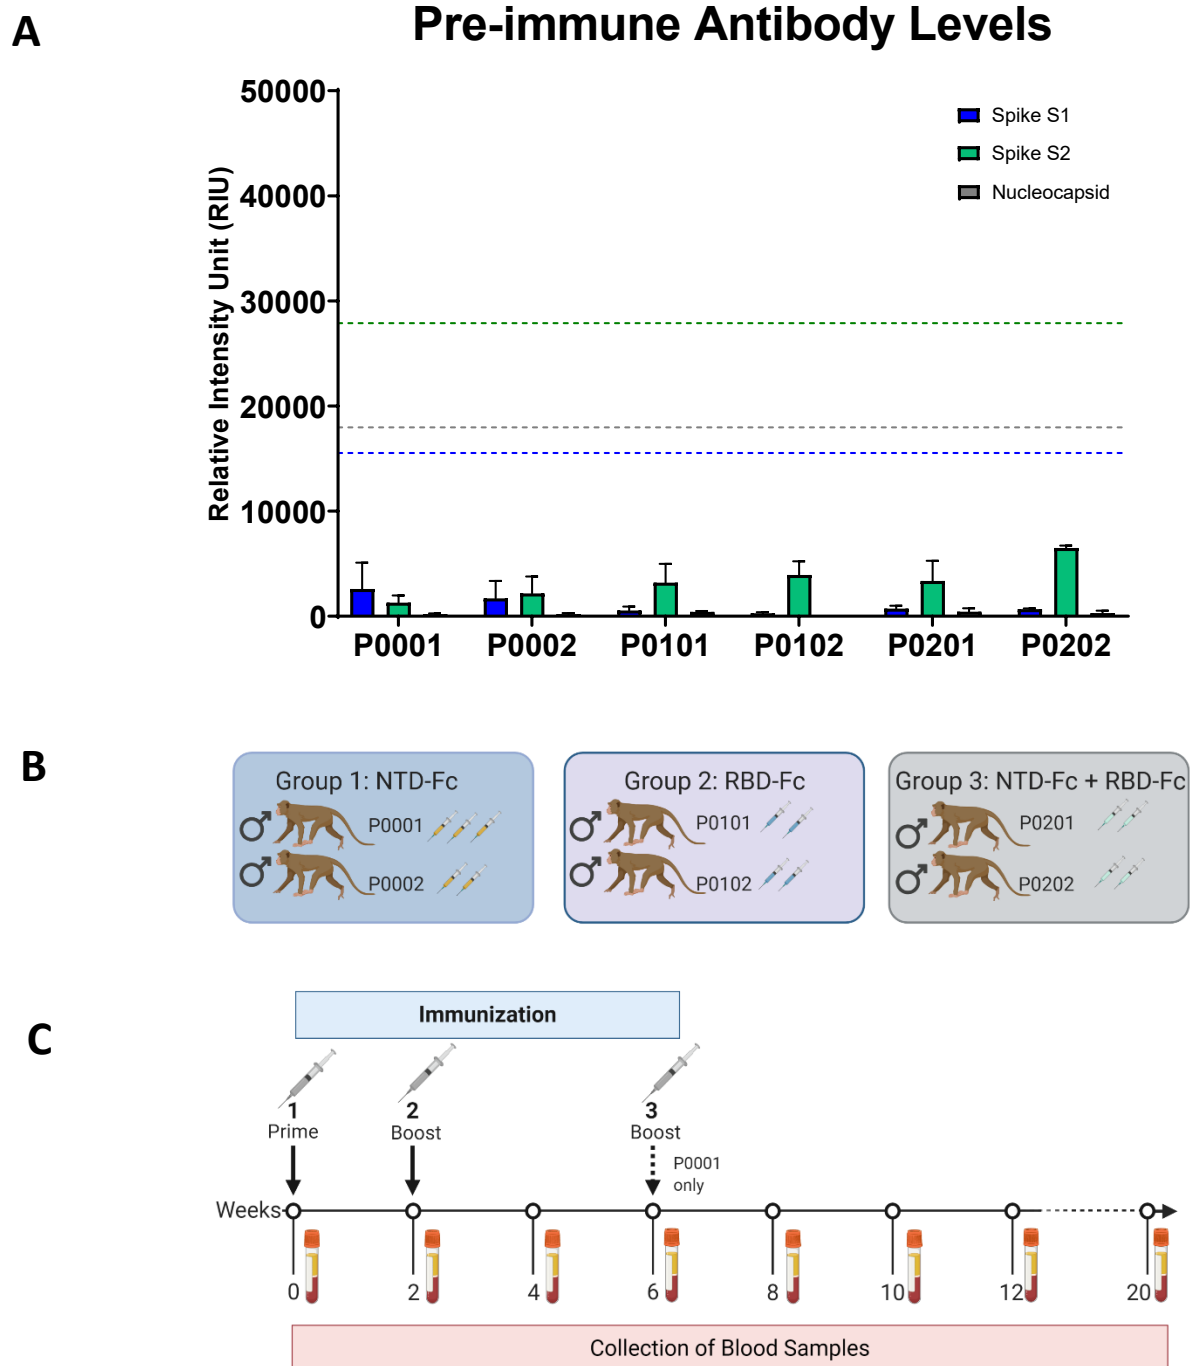 A
Pre-immune Antibody Levels
Relative Intensity Unit (RIU)
50000
40000
30000
20000
10000
0
Spike S1
Spike S2
Nucleocapsid
P0001 P0002 P0101 P0102 P0201 P0202
B
Group 1: NTD-Fc
P0001
P0002
Group 2: RBD-Fc
P0101
P0102
Group 3: NTD-Fc + RBD-Fc
P0201
P0202
C
Immunization
1
Prime
2
Boost
3
Boost
P0001
only
Weeks
0 2 4 6 8 10 12 20
Collection of Blood Samples